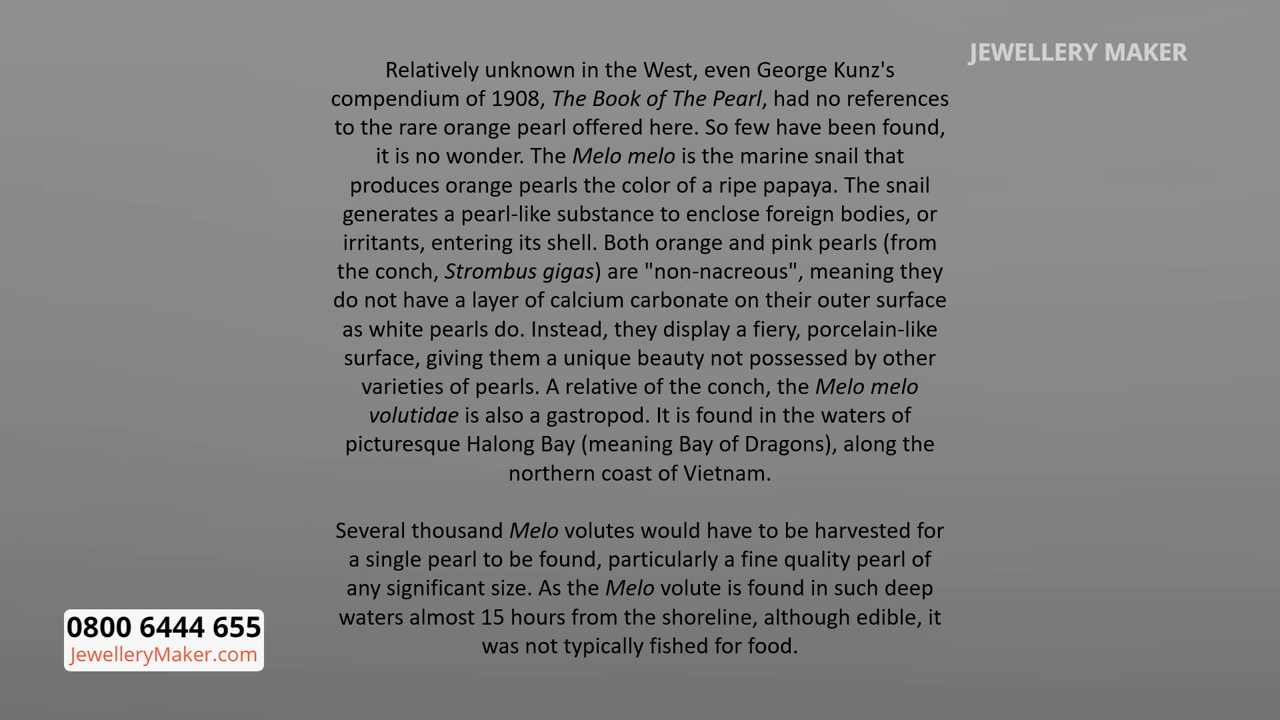 JEWELLERY MAKER
Relatively unknown in the West, even George Kunz's
compendium of 1908, The Book of The Pearl, had no references
to the rare orange pearl offered here. So few have been found,
it is no wonder. The Melo melo is the marine snail that
produces orange pearls the color of a ripe papaya. The snail
generates a pearl-like substance to enclose foreign bodies, or
irritants, entering its shell. Both orange and pink pearls (from
the conch, Strombus gigas) are "non-nacreous", meaning they
do not have a layer of calcium carbonate on their outer surface
as white pearls do. Instead, they display a fiery, porcelain-like
surface, giving them a unique beauty not possessed by other
varieties of pearls. A relative of the conch, the Melo melo
volutidae is also a gastropod. It is found in the waters of
picturesque Halong Bay (meaning Bay of Dragons), along the
northern coast of Vietnam.
Several thousand Melo volutes would have to be harvested for
a single pearl to be found, particularly a fine quality pearl of
any significant size. As the Melo volute is found in such deep
waters almost 15 hours from the shoreline, although edible, it
was not typically fished for food.
0800 6444 655
JewelleryMaker.com